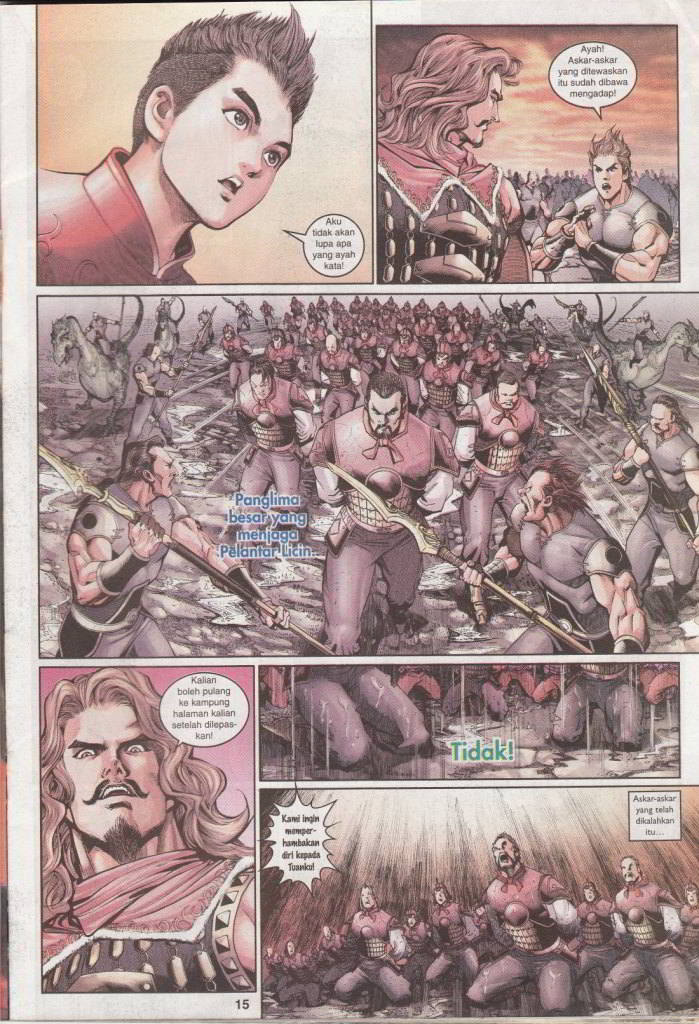 Aku
tidak akan
lupa apa
yang ayah
kata!
Ayah!
Askar-askar
yang ditewaskan
itu sudah dibawa
mengadap!
Panglima
besar yang
menjaga
Pelantar Licin..
Kalian
boleh pulang
ke kampung
halaman kalian
setelah dilepas-
kan!
Tidak!
Kami ingin
memper-
hambakan
diri kepada
Tuanku!
Askar-askar
yang telah
dikalahkan
itu...
15